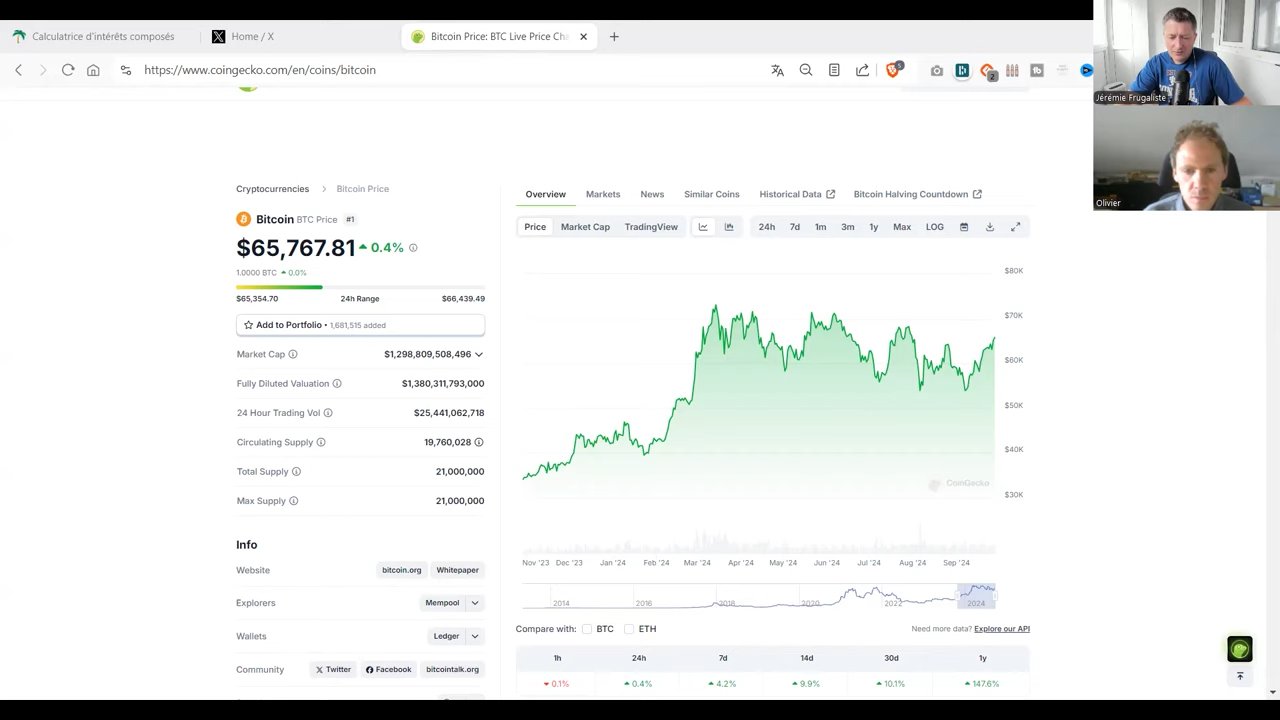 Calculatrice d'intérêts composés
Home / X
Bitcoin Price: BTC Live Price Cha
https://www.coingecko.com/en/coins/bitcoin
5
2
Jérémie Frugaliste
Olivier
Cryptocurrencies > Bitcoin Price
Bitcoin BTC Price #1
$65,767.81 0.4%
1.0000 BTC 0.0%
$65,354.70 24h Range $66,439.49
Add to Portfolio • 1,681,515 added
Market Cap $1,298,809,508,496
Fully Diluted Valuation $1,380,311,793,000
24 Hour Trading Vol $25,441,062,718
Circulating Supply 19,760,028
Total Supply 21,000,000
Max Supply 21,000,000
Info
Website bitcoin.org Whitepaper
Explorers Mempool
Wallets Ledger
Community Twitter Facebook bitcointalk.org
Overview Markets News Similar Coins Historical Data Bitcoin Halving Countdown
Price Market Cap TradingView 24h 7d 1m 3m 1y Max LOG
$80K
$70K
$60K
$50K
$40K
$30K
CoinGecko
Nov '23 Dec '23 Jan '24 Feb '24 Mar '24 Apr '24 May '24 Jun '24 Jul '24 Aug '24 Sep '24
2014 2016 2018 2020 2022 2024
Compare with: BTC ETH Need more data? Explore our API
1h 24h 7d 14d 30d 1y
0.1% 0.4% 4.2% 9.9% 10.1% 147.6%